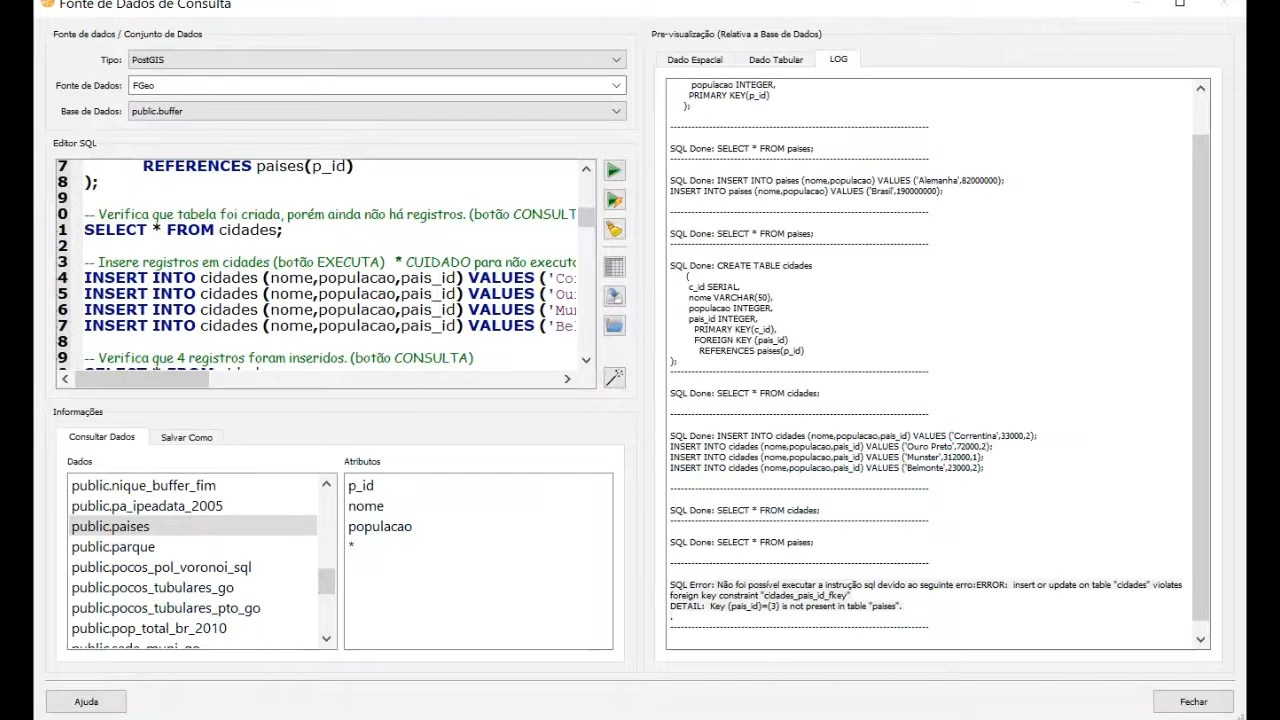 Fonte de Dados de Consulta
Fonte de dados / Conjunto de Dados
Tipo: PostGIS
Fonte de Dados: FGeo
Base de Dados: public.buffer
Editor SQL
7 REFERENCES paises(p_id)
8 );
9
0 -- Verifica que tabela foi criada, porém ainda não há registros. (botão CONSULT
1 SELECT * FROM cidades;
2
3 -- Insere registros em cidades (botão EXECUTA) * CUIDADO para não execut
4 INSERT INTO cidades (nome,populacao,pais_id) VALUES ('Co
5 INSERT INTO cidades (nome,populacao,pais_id) VALUES ('Ou
6 INSERT INTO cidades (nome,populacao,pais_id) VALUES ('Mu
7 INSERT INTO cidades (nome,populacao,pais_id) VALUES ('Be
8
9 -- Verifica que 4 registros foram inseridos. (botão CONSULTA)
Informações
Consultar Dados Salvar Como
Dados
public.nique_buffer_fim
public.pa_ipeadata_2005
public.paises
public.parque
public.pocos_pol_voronoi_sql
public.pocos_tubulares_go
public.pocos_tubulares_pto_go
public.pop_total_br_2010
Atributos
p_id
nome
populacao
*
Pre-visualização (Relativa a Base de Dados)
Dado Espacial Dado Tabular LOG
populacao INTEGER,
PRIMARY KEY(p_id)
);
------------------------------------------------------------------------
SQL Done: SELECT * FROM paises;
------------------------------------------------------------------------
SQL Done: INSERT INTO paises (nome,populacao) VALUES ('Alemanha',82000000);
INSERT INTO paises (nome,populacao) VALUES ('Brasil',190000000);
------------------------------------------------------------------------
SQL Done: SELECT * FROM paises;
------------------------------------------------------------------------
SQL Done: CREATE TABLE cidades
(
c_id SERIAL,
nome VARCHAR(50),
populacao INTEGER,
pais_id INTEGER,
PRIMARY KEY(c_id),
FOREIGN KEY (pais_id)
REFERENCES paises(p_id)
);
------------------------------------------------------------------------
SQL Done: SELECT * FROM cidades;
------------------------------------------------------------------------
SQL Done: INSERT INTO cidades (nome,populacao,pais_id) VALUES ('Correntina',33000,2);
INSERT INTO cidades (nome,populacao,pais_id) VALUES ('Ouro Preto',72000,2);
INSERT INTO cidades (nome,populacao,pais_id) VALUES ('Munster',312000,1);
INSERT INTO cidades (nome,populacao,pais_id) VALUES ('Belmonte',23000,2);
------------------------------------------------------------------------
SQL Done: SELECT * FROM cidades;
------------------------------------------------------------------------
SQL Done: SELECT * FROM paises;
------------------------------------------------------------------------
SQL Error: Não foi possível executar a instrução sql devido ao seguinte erro:ERROR: insert or update on table "cidades" violates
foreign key constraint "cidades_pais_id_fkey"
DETAIL: Key (pais_id)=(3) is not present in table "paises".
.
------------------------------------------------------------------------
Ajuda
Fechar